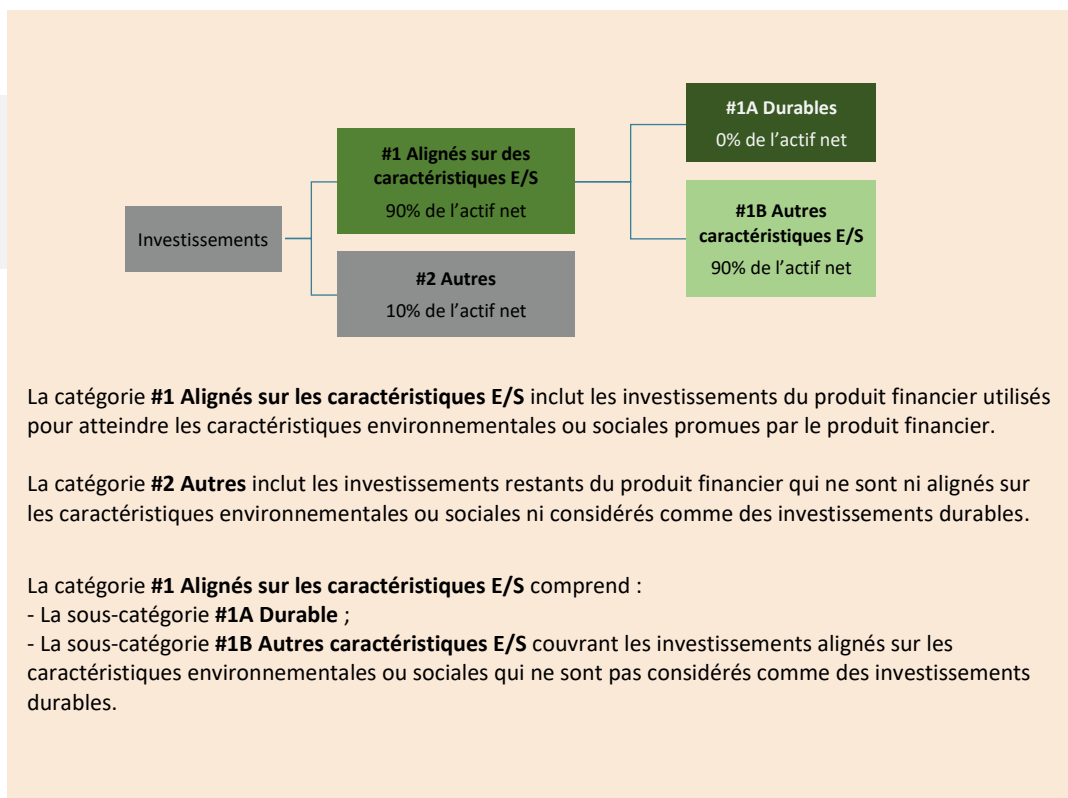 #1A Durables
0% de l’actif net
#1 Alignés sur des
caractéristiques E/S
90% de l’actif net
#1B Autres
caractéristiques E/S
90% de l’actif net
Investissements
#2 Autres
10% de l’actif net
La catégorie #1 Alignés sur les caractéristiques E/S inclut les investissements du produit financier utilisés
pour atteindre les caractéristiques environnementales ou sociales promues par le produit financier.
La catégorie #2 Autres inclut les investissements restants du produit financier qui ne sont ni alignés sur
les caractéristiques environnementales ou sociales ni considérés comme des investissements durables.
La catégorie #1 Alignés sur les caractéristiques E/S comprend :
- La sous-catégorie #1A Durable ;
- La sous-catégorie #1B Autres caractéristiques E/S couvrant les investissements alignés sur les
caractéristiques environnementales ou sociales qui ne sont pas considérés comme des investissements
durables.